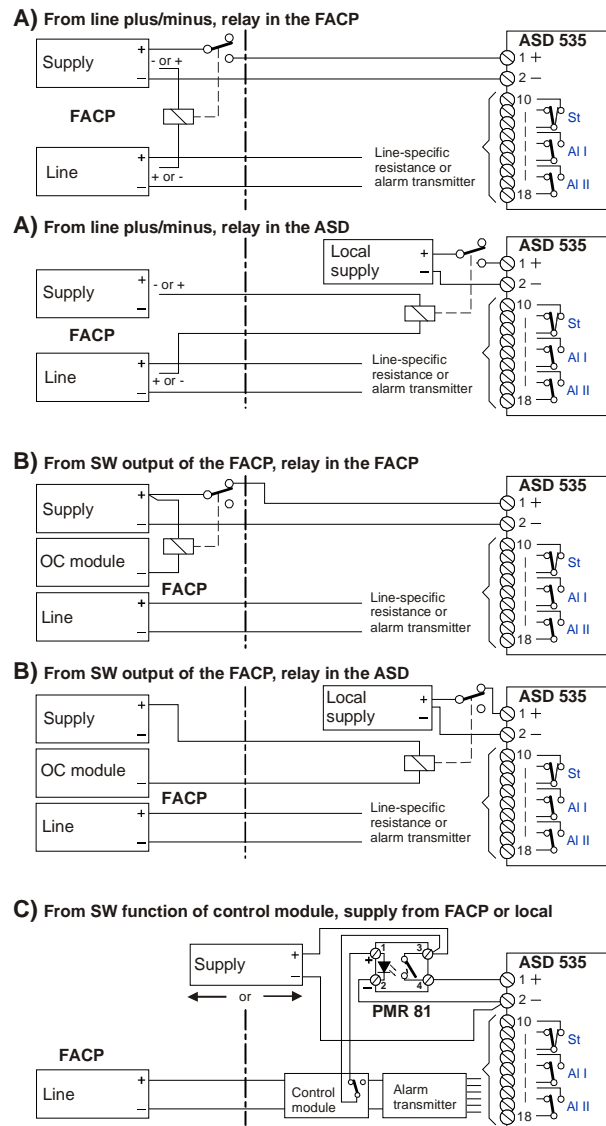 A) From line plus/minus, relay in the FACP
ASD 535
Supply
+
- or +
–
1 +
2 –
FACP
10
St
Al I
Al II
18
Line
+
+ or -
–
Line-specific
resistance or
alarm transmitter
A) From line plus/minus, relay in the ASD
ASD 535
Local
supply
+
–
1 +
2 –
Supply
- or +
+
–
FACP
10
St
Al I
Al II
18
Line
+
+ or -
–
Line-specific
resistance or
alarm transmitter
B) From SW output of the FACP, relay in the FACP
ASD 535
Supply
+
–
1 +
2 –
OC module
–
FACP
10
St
Al I
Al II
18
Line
+
–
Line-specific
resistance or
alarm transmitter
B) From SW output of the FACP, relay in the ASD
ASD 535
Local
supply
+
–
1 +
2 –
Supply
+
–
OC module
–
FACP
10
St
Al I
Al II
18
Line
+
–
Line-specific
resistance or
alarm transmitter
C) From SW function of control module, supply from FACP or local
ASD 535
Supply
+
–
or
1
3
+
2
4
–
PMR 81
1 +
2 –
FACP
10
St
Al I
Al II
18
Line
+
–
Control
module
Alarm
transmitter